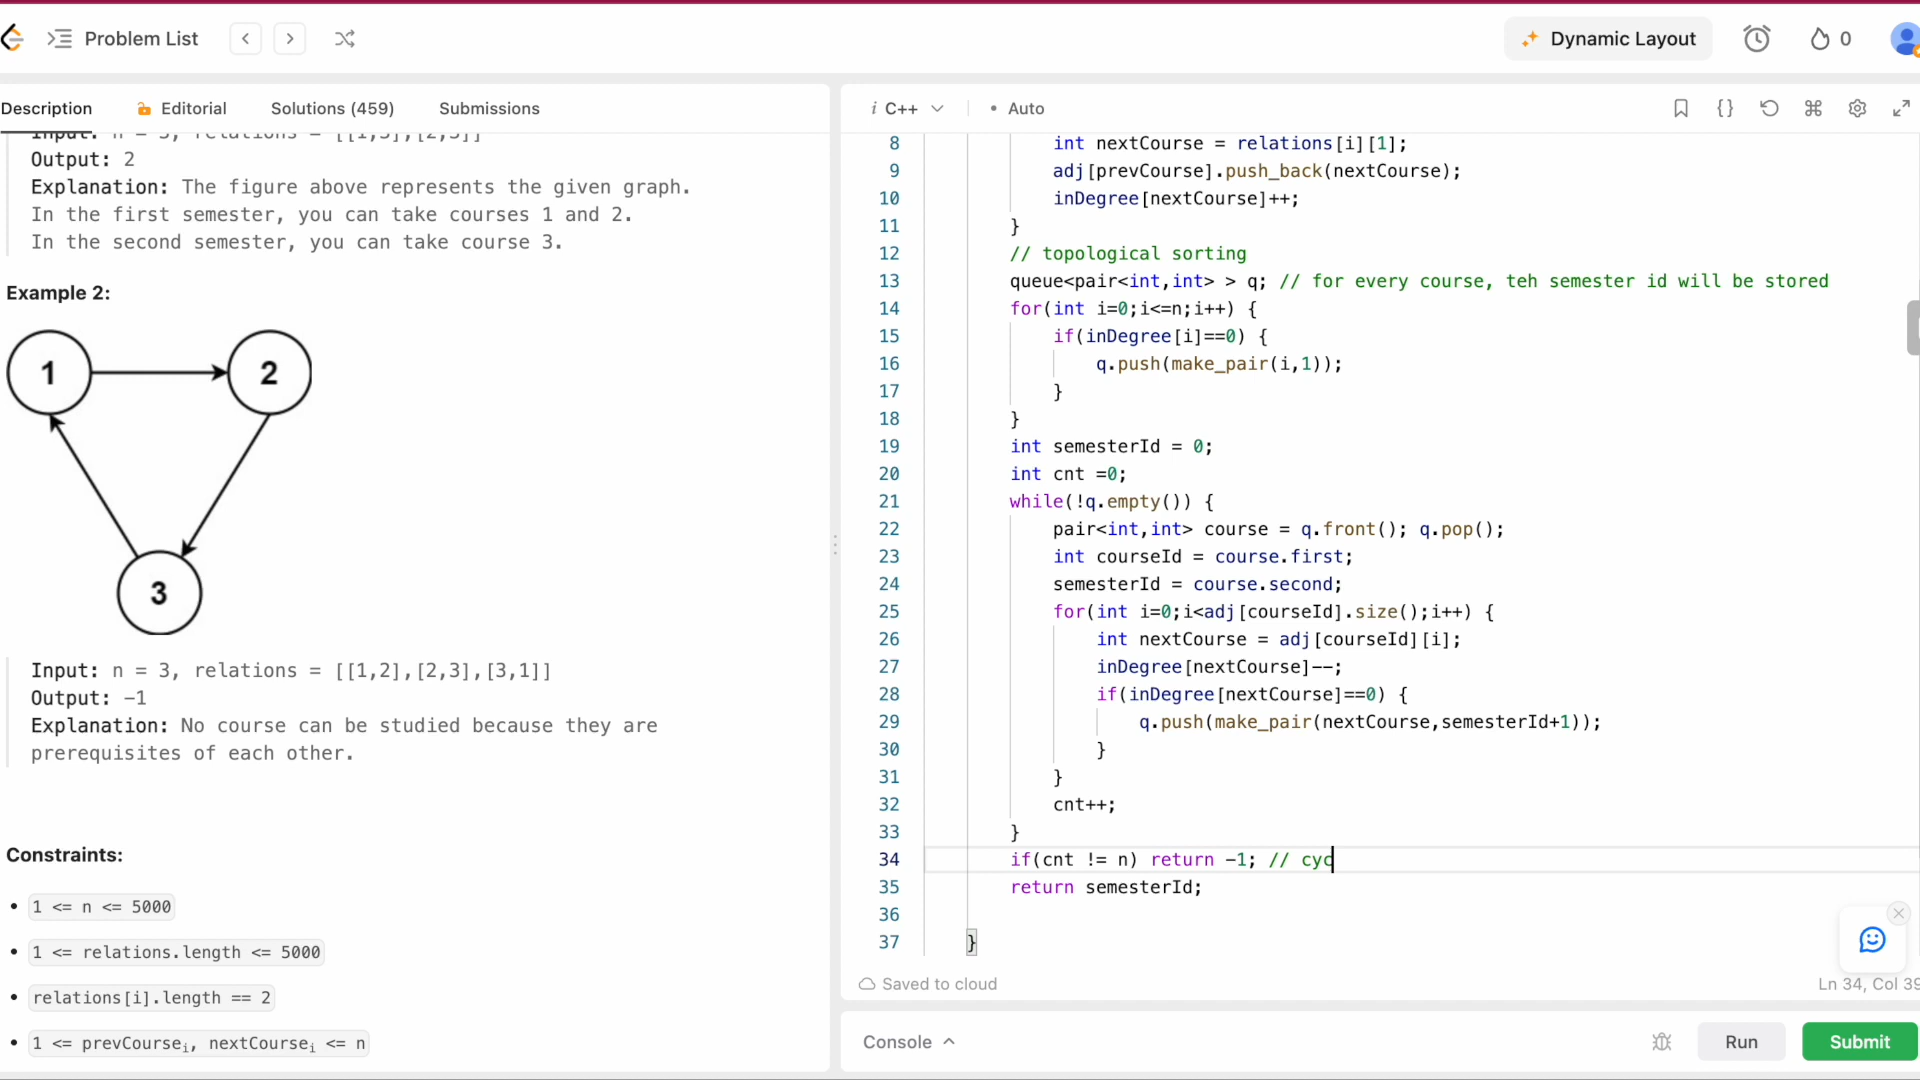 Problem List
Dynamic Layout
0
Description
Editorial
Solutions (459)
Submissions
Input: n = 3, relations = [[1,3],[2,3]]
Output: 2
Explanation: The figure above represents the given graph.
In the first semester, you can take courses 1 and 2.
In the second semester, you can take course 3.
Example 2:
1
2
3
Input: n = 3, relations = [[1,2],[2,3],[3,1]]
Output: -1
Explanation: No course can be studied because they are
prerequisites of each other.
Constraints:
• 1 <= n <= 5000
• 1 <= relations.length <= 5000
• relations[i].length == 2
• 1 <= prevCourseᵢ, nextCourseᵢ <= n
i C++
• Auto
8 int nextCourse = relations[i][1];
9 adj[prevCourse].push_back(nextCourse);
10 inDegree[nextCourse]++;
11 }
12 // topological sorting
13 queue<pair<int,int> > q; // for every course, teh semester id will be stored
14 for(int i=0;i<=n;i++) {
15 if(inDegree[i]==0) {
16 q.push(make_pair(i,1));
17 }
18 }
19 int semesterId = 0;
20 int cnt =0;
21 while(!q.empty()) {
22 pair<int,int> course = q.front(); q.pop();
23 int courseId = course.first;
24 semesterId = course.second;
25 for(int i=0;i<adj[courseId].size();i++) {
26 int nextCourse = adj[courseId][i];
27 inDegree[nextCourse]--;
28 if(inDegree[nextCourse]==0) {
29 q.push(make_pair(nextCourse,semesterId+1));
30 }
31 }
32 cnt++;
33 }
34 if(cnt != n) return -1; // cyc
35 return semesterId;
36
37 }
Saved to cloud
Ln 34, Col 39
Console
Run
Submit